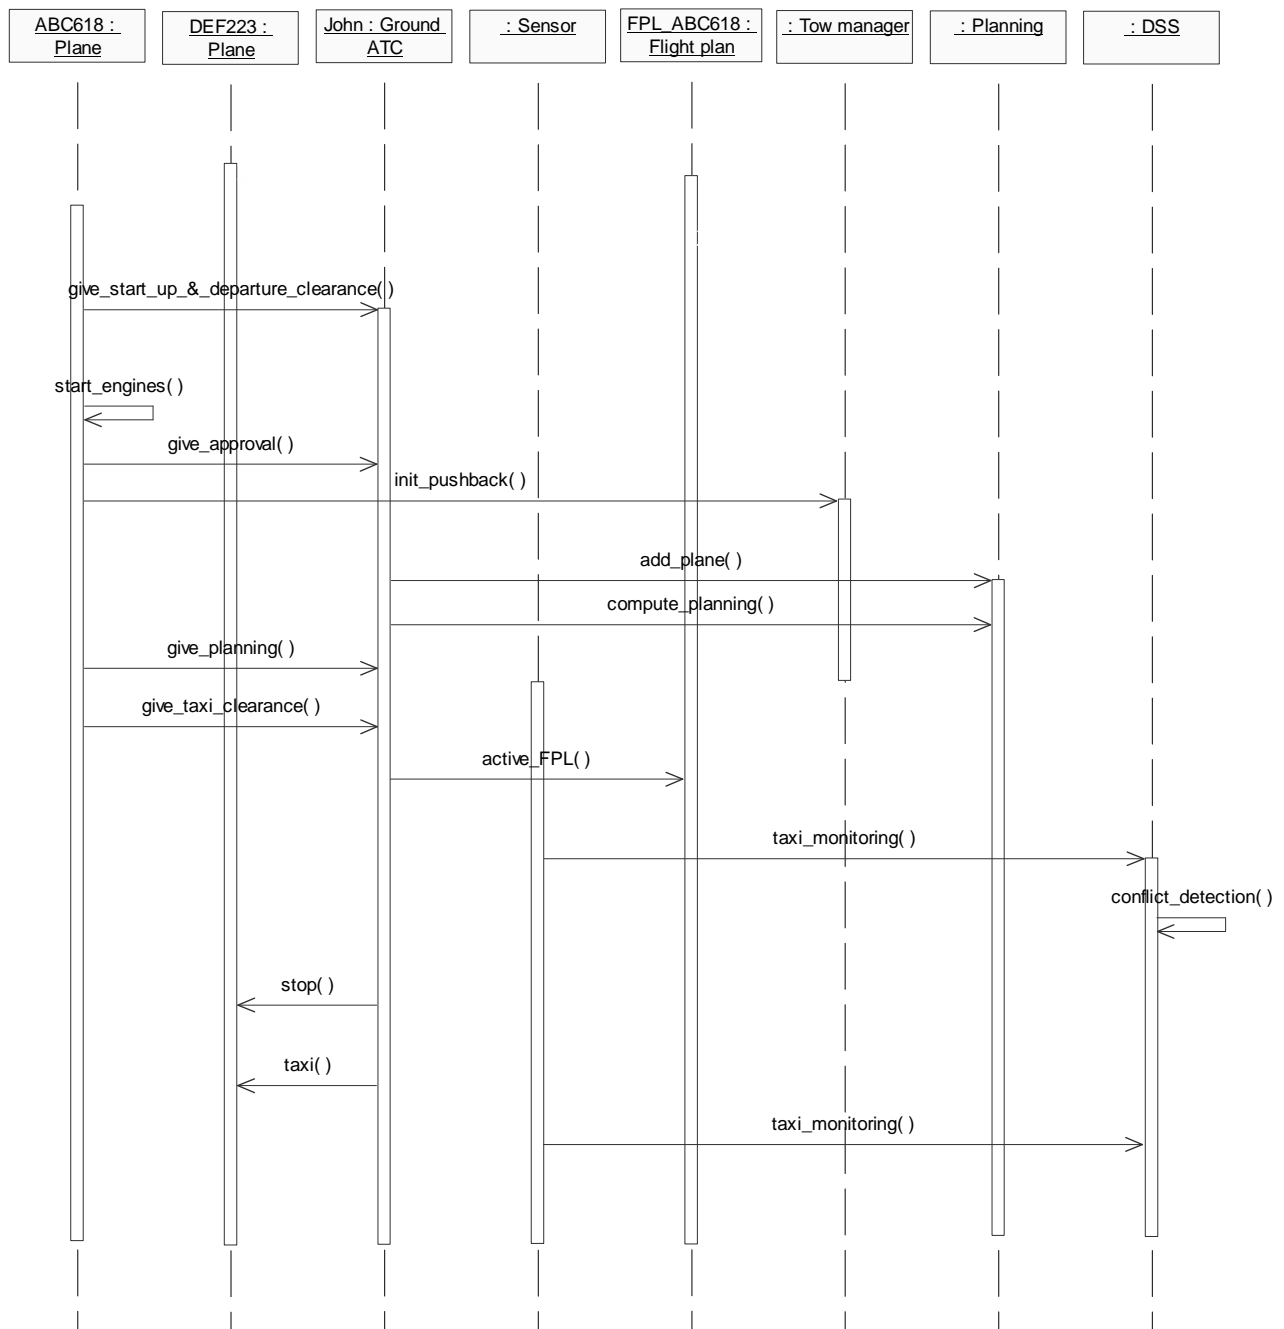 ABC618 :
Plane
DEF223 :
Plane
John : Ground
ATC
: Sensor
FPL_ABC618 :
Flight plan
: Tow manager
: Planning
: DSS
give_start_up_&_departure_clearance( )
start_engines( )
give_approval( )
init_pushback( )
add_plane( )
compute_planning( )
give_planning( )
give_taxi_clearance( )
active_FPL( )
taxi_monitoring( )
conflict_detection( )
stop( )
taxi( )
taxi_monitoring( )